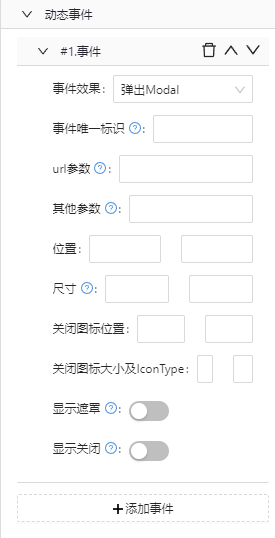 动态事件
#1.事件
事件效果: 弹出Modal
事件唯一标识 ?:
url参数 ?:
其他参数 ?:
位置:
尺寸 ?:
关闭图标位置:
关闭图标大小及IconType:
显示遮罩 ?:
显示关闭 ?:
+添加事件